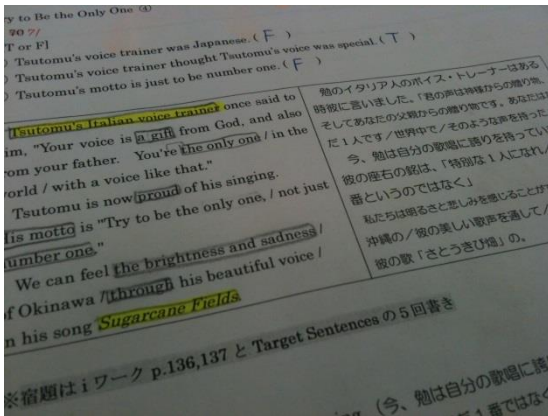 ry to Be the Only One ④
70 71
T or F]
) Tsutomu's voice trainer was Japanese. ( F )
) Tsutomu's voice trainer thought Tsutomu's voice was special. ( T )
) Tsutomu's motto is just to be number one. ( F )
Tsutomu's Italian voice trainer once said to
im, "Your voice is a gift from God, and also
rom your father. You're the only one / in the
world / with a voice like that."
Tsutomu is now proud of his singing.
His motto is "Try to be the only one, / not just
number one."
We can feel the brightness and sadness /
f Okinawa / through his beautiful voice /
n his song Sugarcane Fields.
勉のイタリア人のボイス・トレーナーはある
時彼に言いました。「君の声は神様からの贈り物、
そしてあなたの父親からの贈り物です。あなたは
だ1人です/世界中で/そのような声を持った
今、勉は自分の歌唱に誇りを持ってい
彼の座右の銘は、「特別な1人になれ/
番というのではなく」
私たちは明るさと悲しみを感じることが
沖縄の/彼の美しい歌声を通して/
彼の歌「さとうきび畑」の。
※宿題はiワーク p.136,137 と Target Sentences の5回書き
(今、勉は自分の歌唱に誇
番ではなく